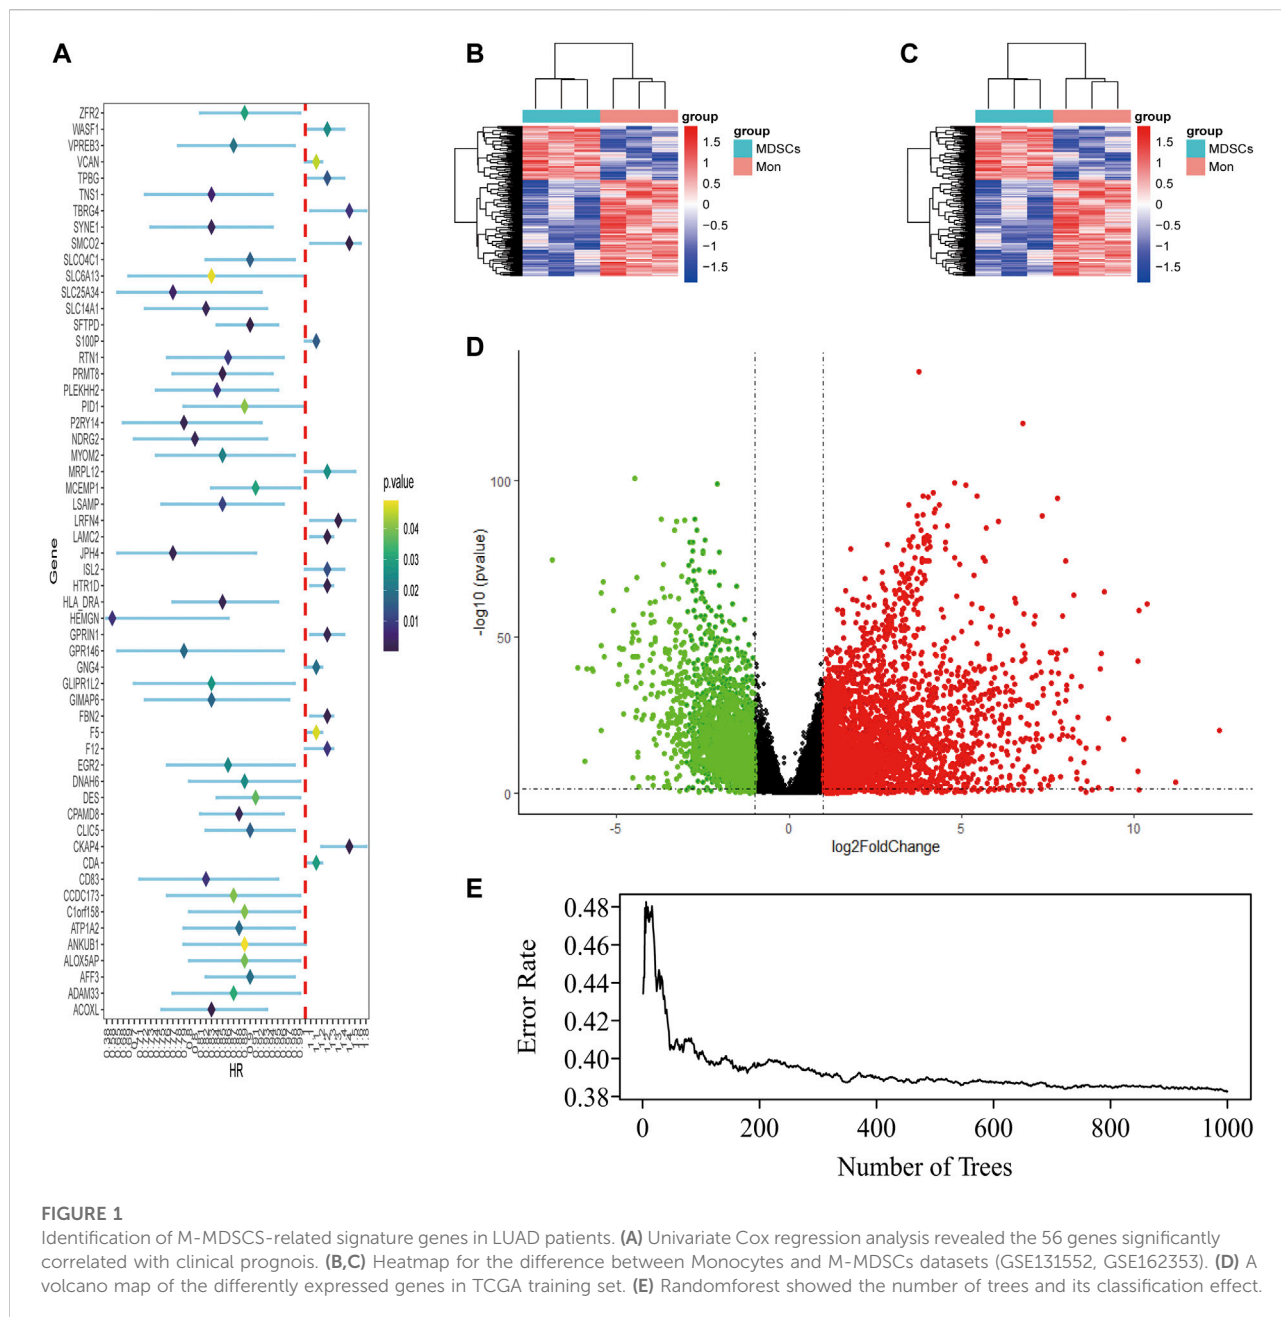 A
ZFR2
WASF1
VPREB3
VCAN
TPBG
TNS1
TBRG4
SYNE1
SMCO2
SLCO4C1
SLC6A13
SLC25A34
SLC14A1
SFTPD
S100P
RTN1
PRMT8
PLEKHH2
PID1
P2RY14
NDRG2
MYOM2
MRPL12
MCEMP1
LSAMP
LRFN4
LAMC2
JPH4
ISL2
HTR1D
HLA_DRA
HEMGN
GPRIN1
GPR146
GNG4
GLIPR1L2
GIMAP6
FBN2
F5
F12
EGR2
DNAH6
DES
CPAMD8
CLIC5
CKAP4
CDA
CD83
CCDC173
C1orf158
ATP1A2
ANKUB1
ALOX5AP
AFF3
ADAM33
ACOXL
Gene
HR
p.value
0.04
0.03
0.02
0.01
B
group
1.5
1
0.5
0
−0.5
−1
−1.5
group
MDSCs
Mon
C
group
1.5
1
0.5
0
−0.5
−1
−1.5
group
MDSCs
Mon
D
-log10 (pvalue)
100
50
0
-5 0 5 10
log2FoldChange
E
Error Rate
0.48
0.46
0.44
0.42
0.40
0.38
0 200 400 600 800 1000
Number of Trees
FIGURE 1
Identification of M-MDSCS-related signature genes in LUAD patients. (A) Univariate Cox regression analysis revealed the 56 genes significantly
correlated with clinical prognois. (B,C) Heatmap for the difference between Monocytes and M-MDSCs datasets (GSE131552, GSE162353). (D) A
volcano map of the differently expressed genes in TCGA training set. (E) Randomforest showed the number of trees and its classification effect.